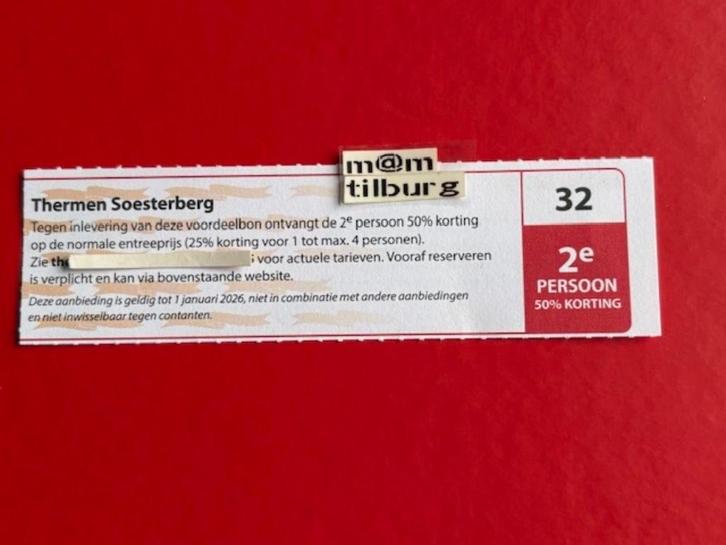 m@m
tilburg
Thermen Soesterberg
Tegen inlevering van deze voordeelbon ontvangt de 2e persoon 50% korting
op de normale entreeprijs (25% korting voor 1 tot max. 4 personen).
Zie voor actuele tarieven. Vooraf reserveren
is verplicht en kan via bovenstaande website.
Deze aanbieding is geldig tot 1 januari 2026, niet in combinatie met andere aanbiedingen
en niet inwisselbaar tegen contanten.
32
2e
PERSOON
50% KORTING